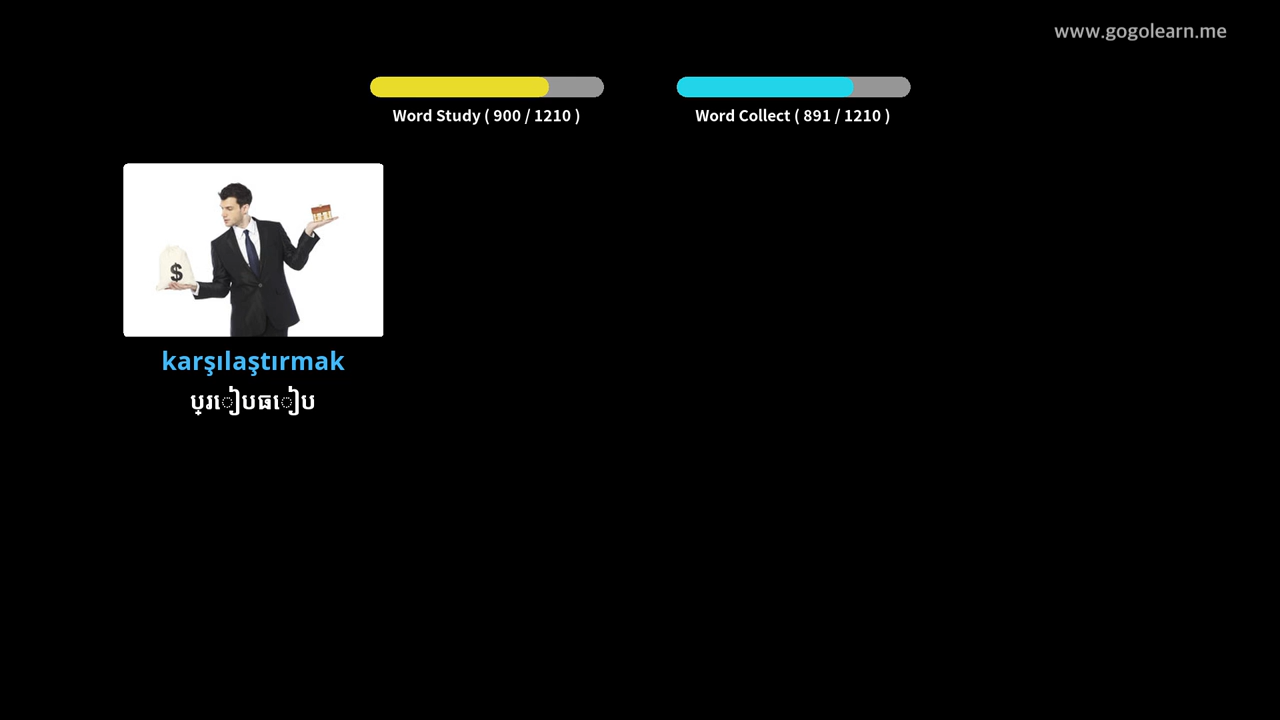 www.gogolearn.me
Word Study ( 900 / 1210 )
Word Collect ( 891 / 1210 )
$
karşılaştırmak
ប្រៀបធៀប